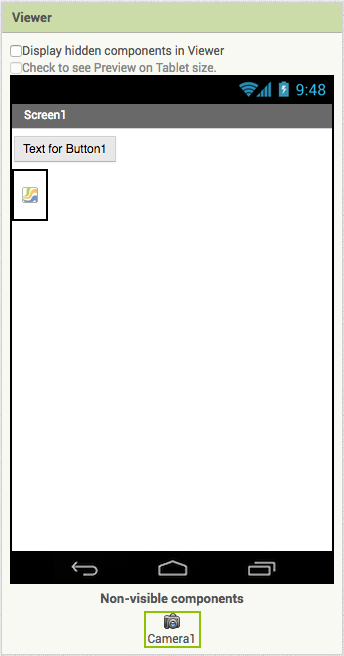 Viewer
Display hidden components in Viewer
Check to see Preview on Tablet size.
9:48
Screen1
Text for Button1
Non-visible components
Camera1